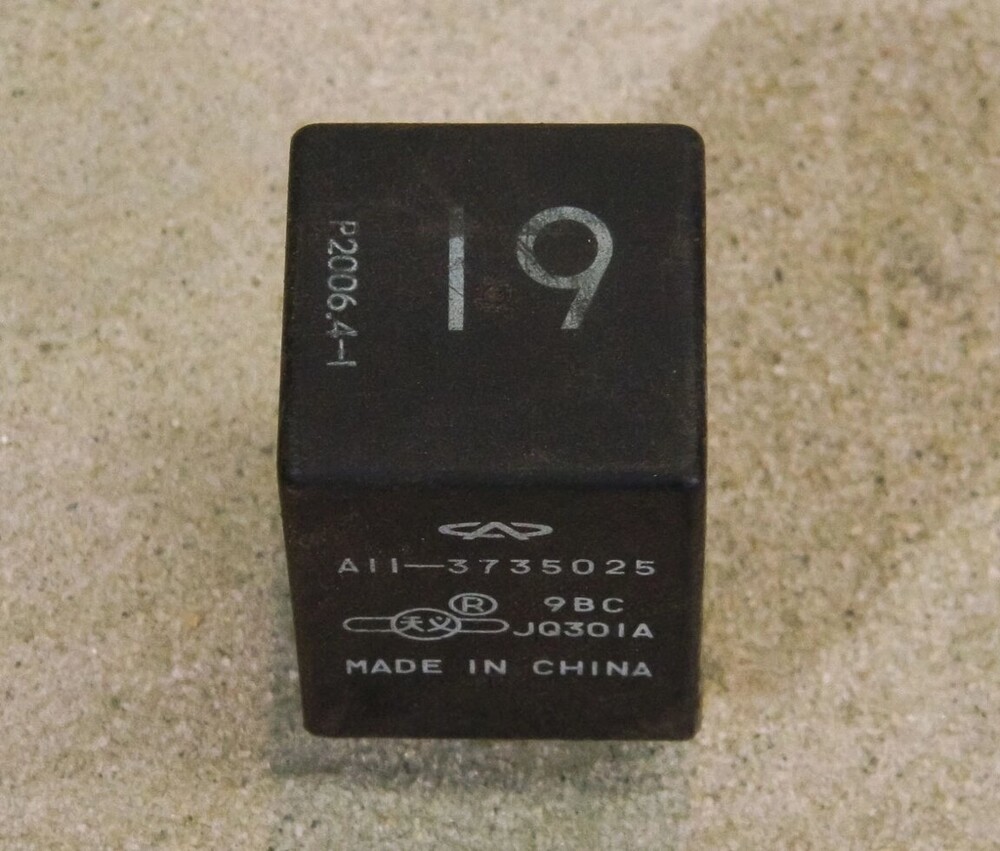 19
P2006.4-1
A11-3735025
® 9BC
天义 JQ301A
MADE IN CHINA